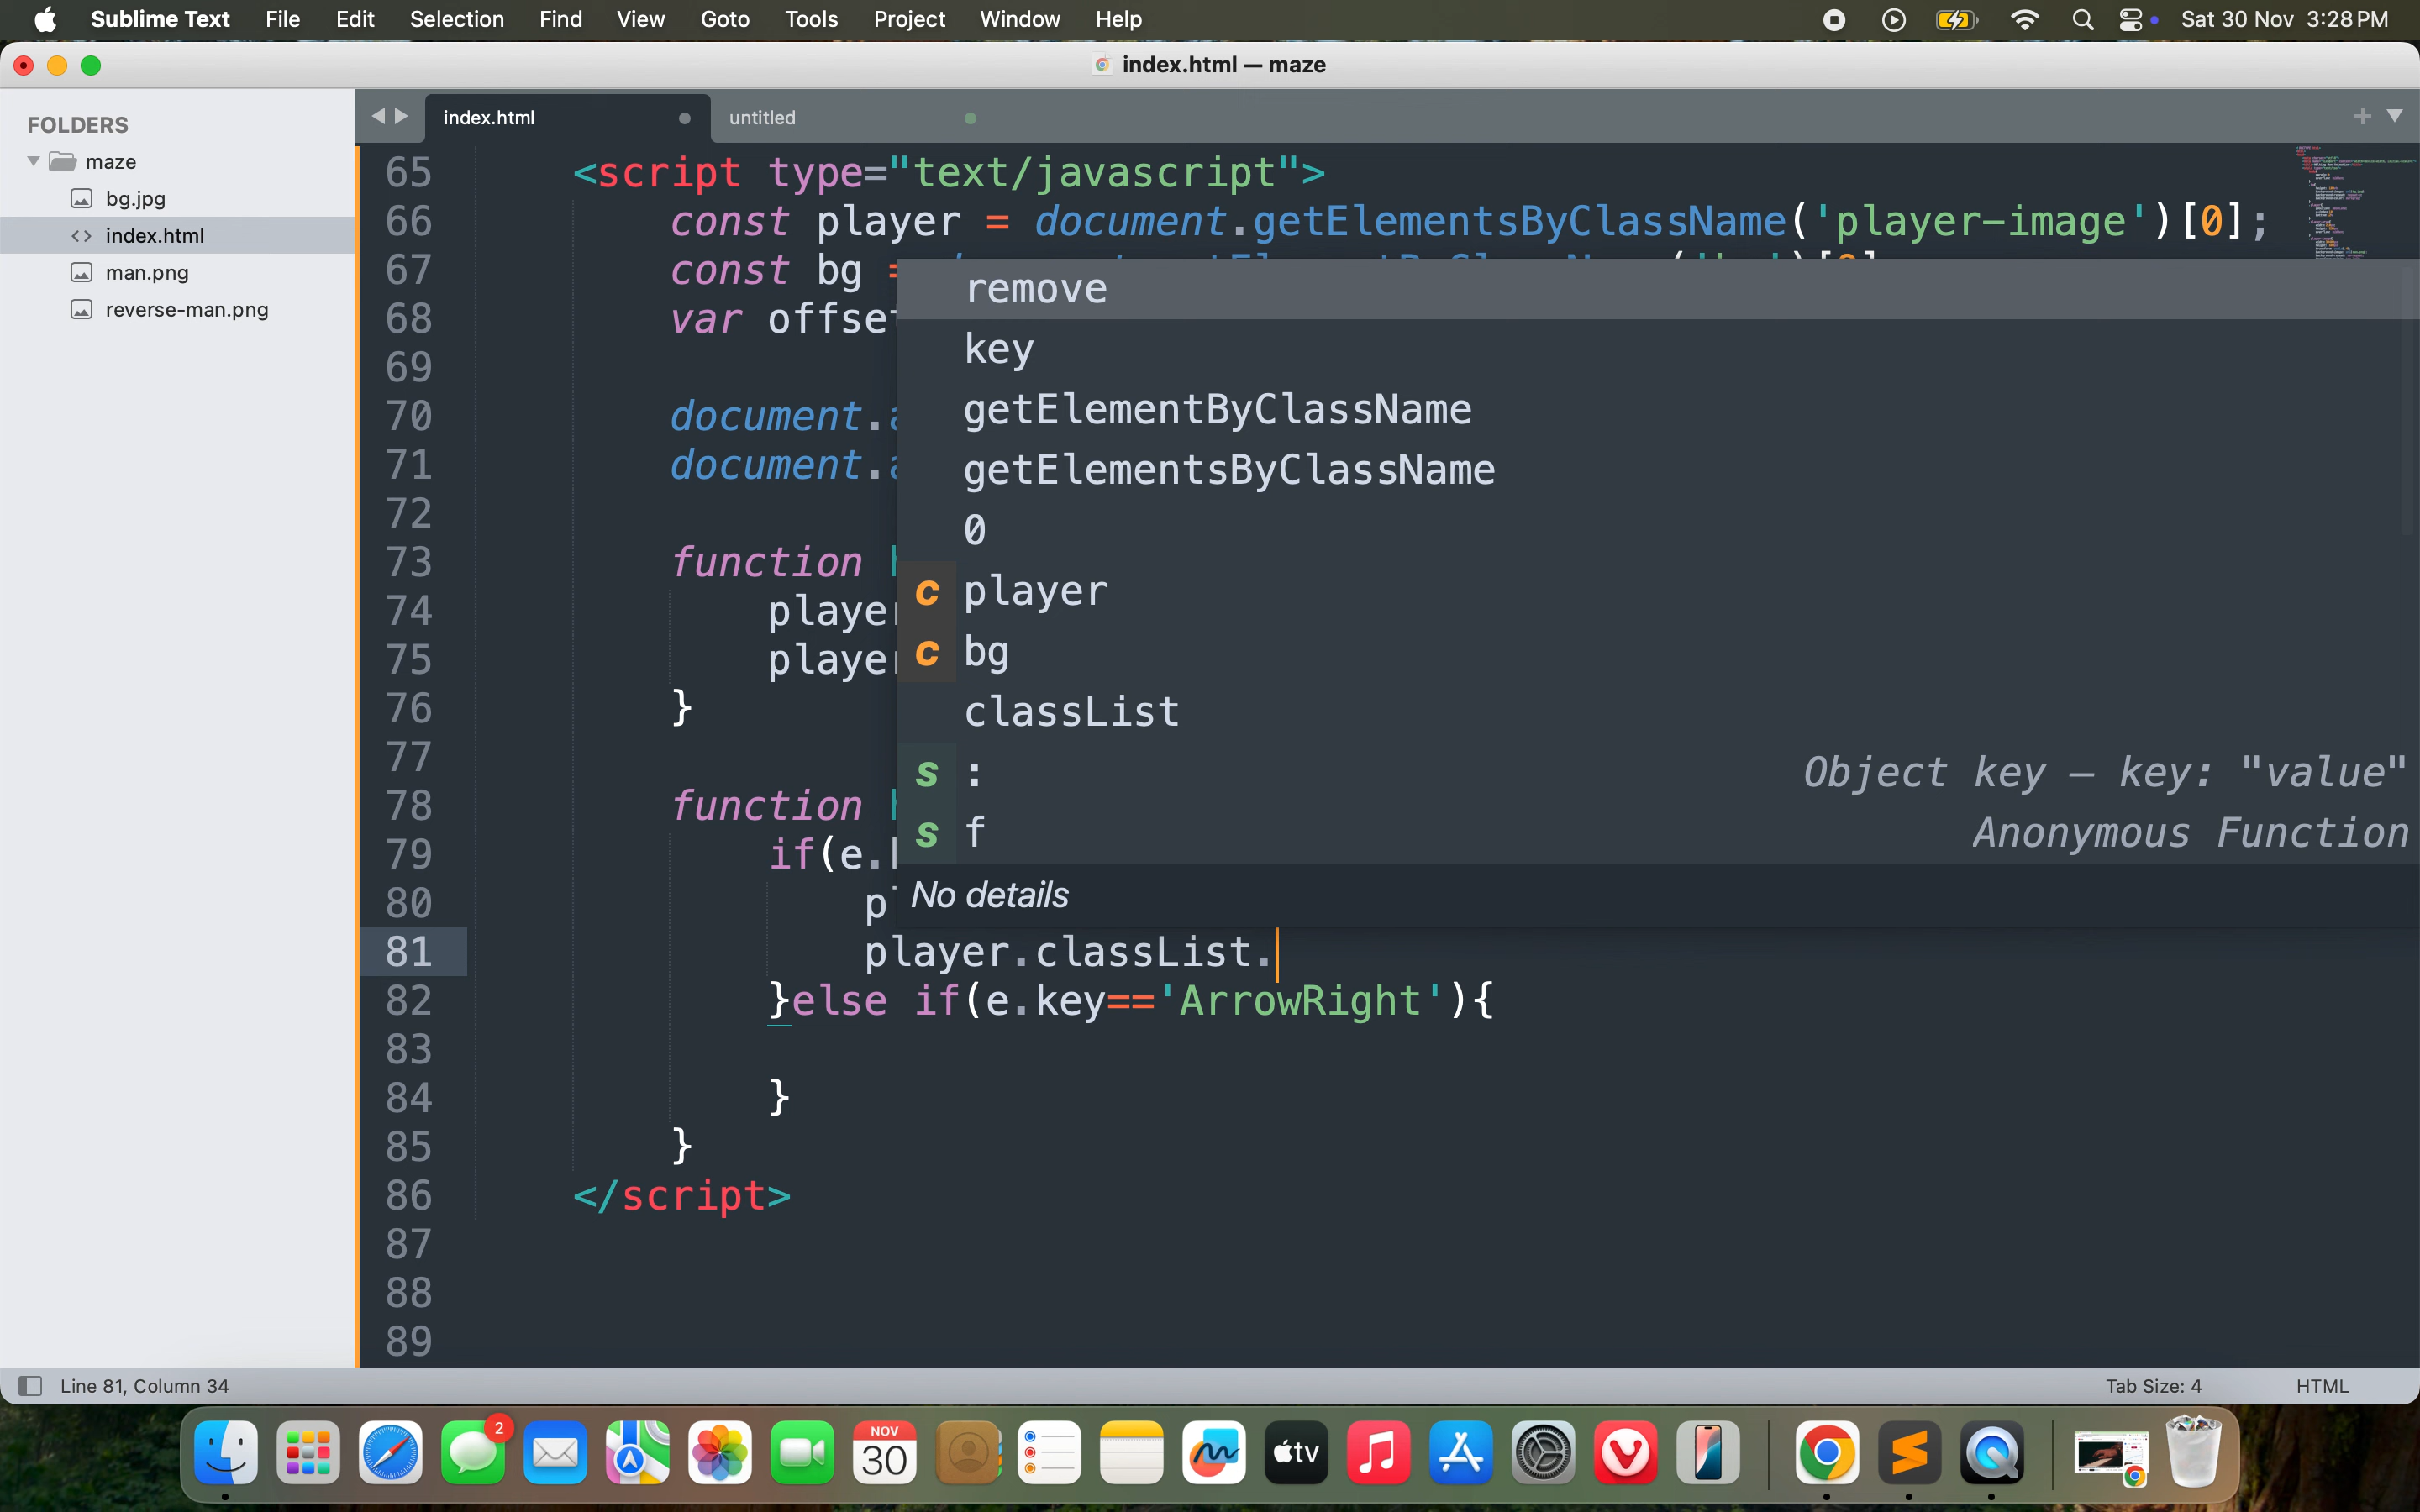 Sublime Text File Edit Selection Find View Goto Tools Project Window Help Sat 30 Nov 3:28 PM
index.html — maze
FOLDERS
maze
bg.jpg
index.html
man.png
reverse-man.png
index.html untitled
65 <script type="text/javascript">
66 const player = document.getElementsByClassName('player-image')[0];
67 const bg =
68 var offset
69
70 document.a
71 document.a
72
73 function
74 player
75 player
76 }
77
78 function
79 if(e.k
80 pl
81 player.classList.
82 }else if(e.key=='ArrowRight'){
83
84 }
85 }
86 </script>
87
88
89
remove
key
getElementByClassName
getElementsByClassName
0
c player
c bg
classList
s : Object key – key: "value"
s f Anonymous Function
No details
Line 81, Column 34 Tab Size: 4 HTML
2
NOV
30
tv